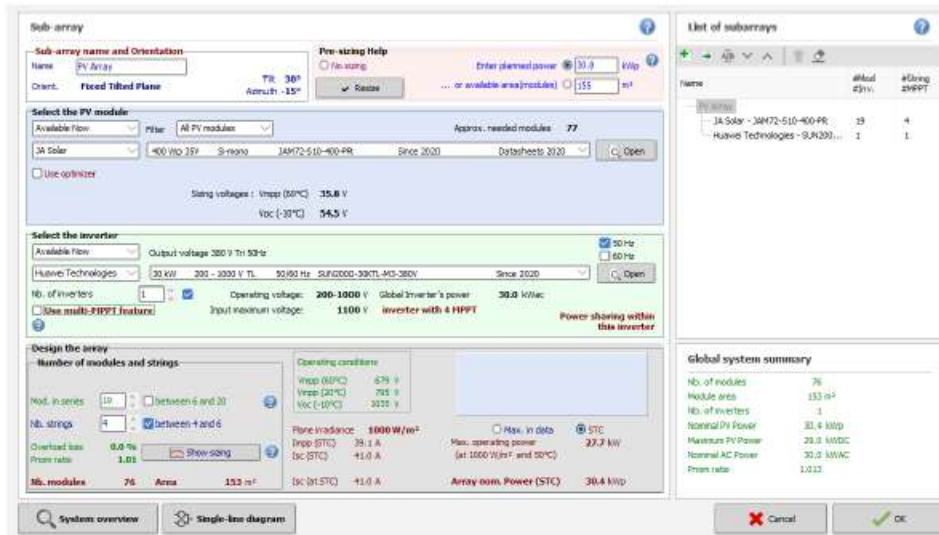 Sub-array
Sub-array name and Orientation
Name PV Array
Orient. Fixed Tilted Plane
Tilt 30°
Azimuth -15°
Pre-sizing Help
No sizing
Resize
Enter planned power 30.0 kWp
... or available area(modules) 155 m²
Select the PV module
Available Now Filter All PV modules Approx. needed modules 77
JA Solar 400 Wp 35V Si-mono JAM72-S10-400-PR Since 2020 Datasheets 2020 Open
Use optimizer
Sizing voltages : Vmpp (60°C) 35.8 V
Voc (-10°C) 54.5 V
Select the inverter
Available Now Output voltage 380 V Tri 50Hz
50 Hz
60 Hz
Huawei Technologies 30 kW 200 - 1000 V TL 50/60 Hz SUN2000-30KTL-M3-380V Since 2020 Open
Nb. of inverters 1 Operating voltage: 200-1000 V Global Inverter's power 30.0 kWac
Use multi-MPPT feature Input maximum voltage: 1100 V inverter with 4 MPPT
Power sharing within
this inverter
Design the array
Number of modules and strings
Mod. in series 19 between 6 and 20
Nb. strings 4 between 4 and 6
Overload loss 0.0 %
Pnom ratio 1.01
Show sizing
Nb. modules 76 Area 153 m²
Operating conditions
Vmpp (60°C) 679 V
Vmpp (20°C) V
Voc (-10°C) 1035 V
Plane irradiance 1000 W/m²
Impp (STC) 39.1 A
Isc (STC) 41.0 A
Isc (at STC) 41.0 A
Max. in data STC
Max. operating power 27.7 kW
(at 1000 W/m² and 50°C)
Array nom. Power (STC) 30.4 kWp
System overview
Single-line diagram
List of subarrays
Name #Mod #String
#Inv. #MPPT
PV Array
JA Solar - JAM72-S10-400-PR 19 4
Huawei Technologies - SUN200... 1 1
Global system summary
Nb. of modules 76
Module area 153 m²
Nb. of inverters 1
Nominal PV Power 30.4 kWp
Maximum PV Power kWDC
Nominal AC Power 30.0 kWAC
Pnom ratio 1.013
Cancel
OK